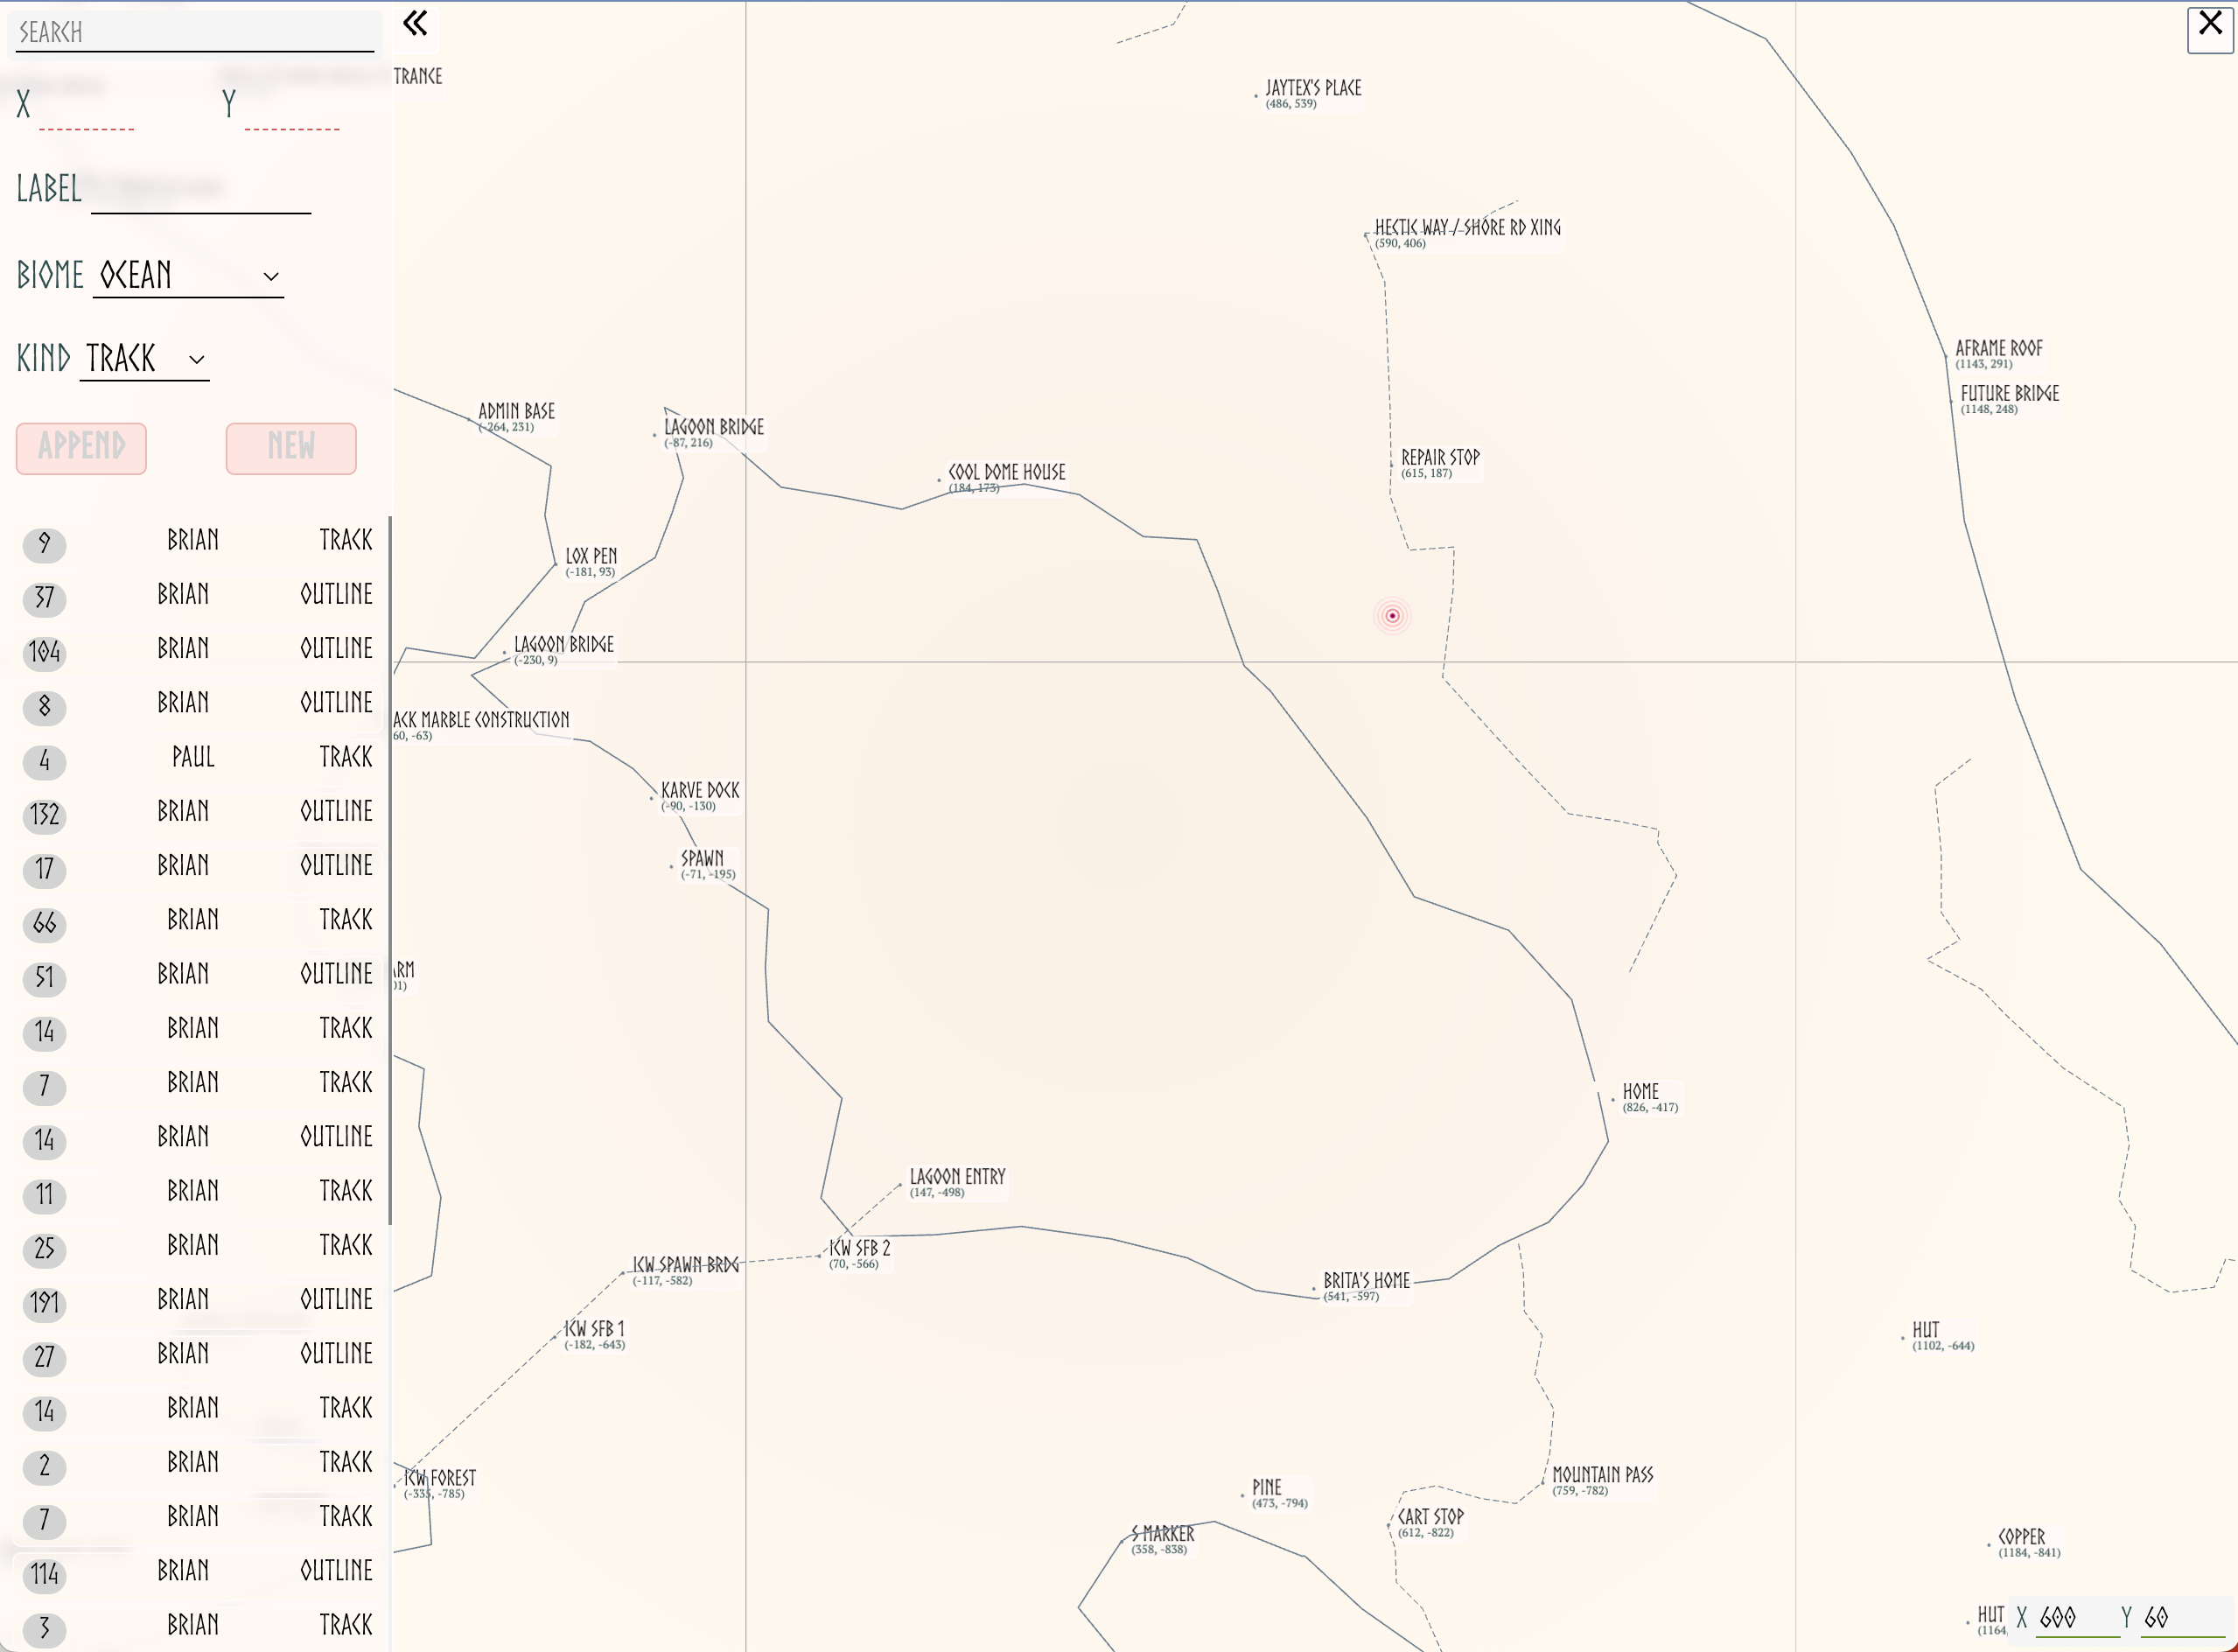 SEARCH
«
X
X
Y
LABEL
BIOME OCEAN
KIND TRACK
APPEND NEW
9 BRIAN TRACK
37 BRIAN OUTLINE
104 BRIAN OUTLINE
8 BRIAN OUTLINE
4 PAUL TRACK
132 BRIAN OUTLINE
17 BRIAN OUTLINE
66 BRIAN TRACK
51 BRIAN OUTLINE
14 BRIAN TRACK
7 BRIAN TRACK
14 BRIAN OUTLINE
11 BRIAN TRACK
25 BRIAN TRACK
191 BRIAN OUTLINE
27 BRIAN OUTLINE
14 BRIAN TRACK
2 BRIAN TRACK
7 BRIAN TRACK
114 BRIAN OUTLINE
3 BRIAN TRACK
TRANCE
JAYTEX'S PLACE
(486, 539)
HECTIC WAY / SHORE RD XING
(590, 406)
AFRAME ROOF
(1143, 291)
FUTURE BRIDGE
(1148, 248)
ADMIN BASE
(-264, 231)
LAGOON BRIDGE
(-87, 216)
COOL DOME HOUSE
(184, 173)
REPAIR STOP
(615, 187)
LOX PEN
(-181, 93)
LAGOON BRIDGE
(-230, 9)
ACK MARBLE CONSTRUCTION
60, -63)
KARVE DOCK
(-90, -130)
SPAWN
(-71, -195)
ARM
01)
HOME
(826, -417)
LAGOON ENTRY
(147, -498)
ICW SFB 2
(70, -566)
ICW SPAWN BRDG
(-117, -582)
BRITA'S HOME
(541, -597)
ICW SFB 1
(-182, -643)
HUT
(1102, -644)
ICW FOREST
(-335, -785)
PINE
(473, -794)
MOUNTAIN PASS
(759, -782)
CART STOP
(612, -822)
S MARKER
(358, -838)
COPPER
(1184, -841)
HUT
(1164,
X 600 Y 60